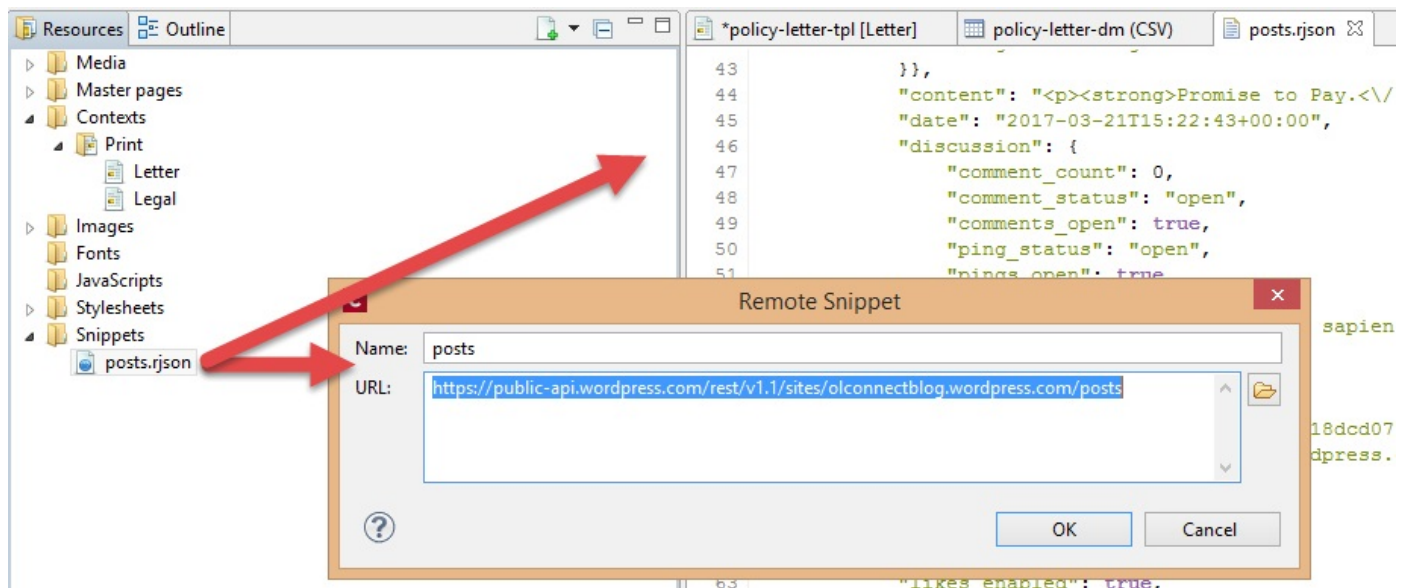 Resources Outline
*policy-letter-tpl [Letter] policy-letter-dm (CSV) posts.rjson
Media
Master pages
Contexts
Print
Letter
Legal
Images
Fonts
JavaScripts
Stylesheets
Snippets
posts.rjson
43 }},
44 "content": "<p><strong>Promise to Pay.<\/
45 "date": "2017-03-21T15:22:43+00:00",
46 "discussion": {
47 "comment_count": 0,
48 "comment_status": "open",
49 "comments_open": true,
50 "ping_status": "open",
51 "pings_open": true
sapien
18dcd07
dpress.
63 "likes_enabled": true,
Remote Snippet
Name: posts
URL: https://public-api.wordpress.com/rest/v1.1/sites/olconnectblog.wordpress.com/posts
OK Cancel